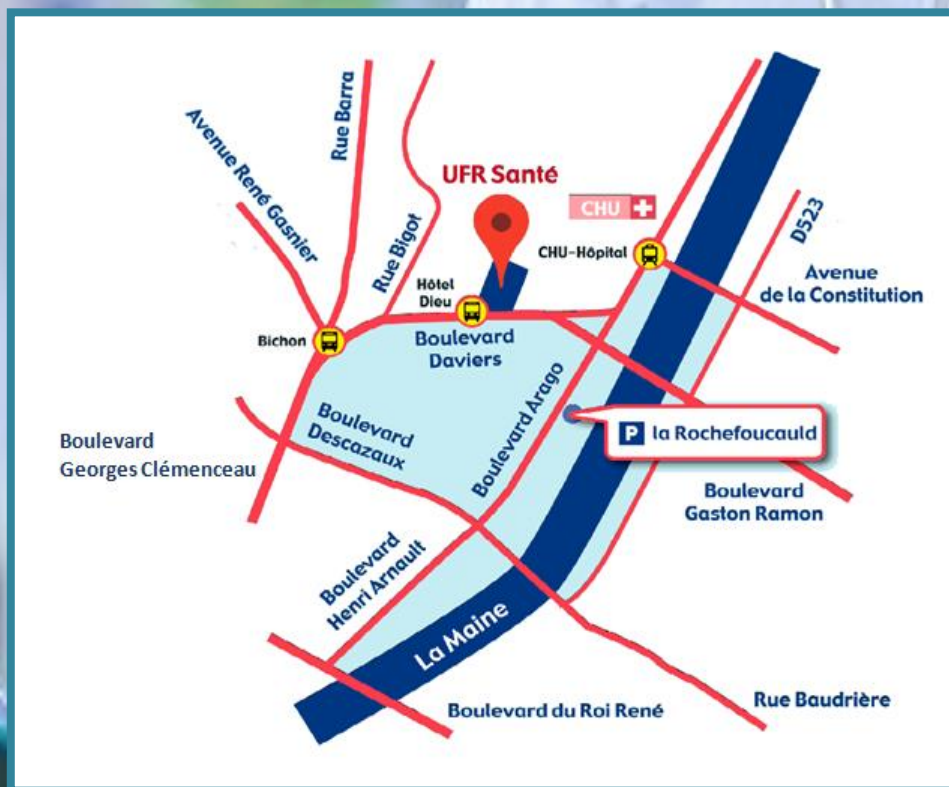 Rue Barra
Avenue René Gasnier
UFR Santé
CHU
D523
Rue Bigot
CHU-Hôpital
Avenue
de la Constitution
Hôtel
Dieu
Bichon
Boulevard
Daviers
Boulevard Arago
Boulevard
Descazaux
P la Rochefoucauld
Boulevard
Georges Clémenceau
Boulevard
Gaston Ramon
Boulevard
Henri Arnault
La Maine
Rue Baudrière
Boulevard du Roi René